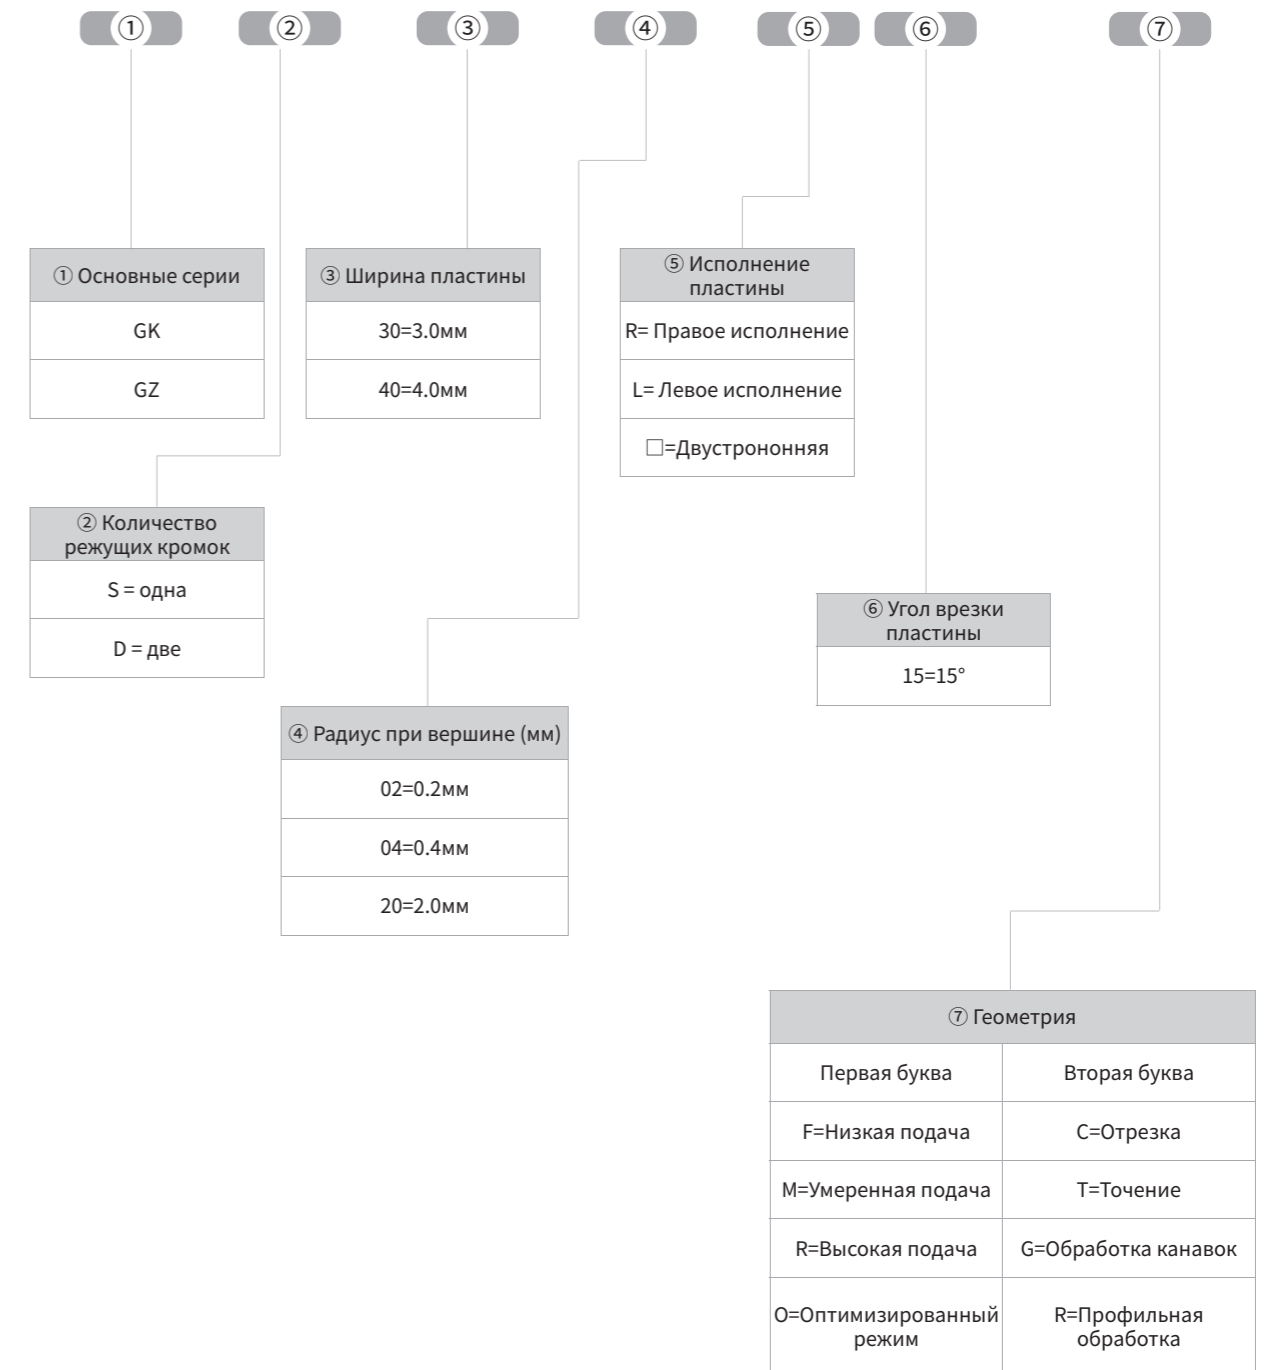 ① ② ③ ④ ⑤ ⑥ ⑦
① Основные серии
GK
GZ
③ Ширина пластины
30=3.0мм
40=4.0мм
⑤ Исполнение
пластины
R= Правое исполнение
L= Левое исполнение
□=Двустрононняя
② Количество
режущих кромок
S = одна
D = две
⑥ Угол врезки
пластины
15=15°
④ Радиус при вершине (мм)
02=0.2мм
04=0.4мм
20=2.0мм
⑦ Геометрия
Первая буква Вторая буква
F=Низкая подача C=Отрезка
M=Умеренная подача T=Точение
R=Высокая подача G=Обработка канавок
O=Оптимизированный
режим
R=Профильная
обработка